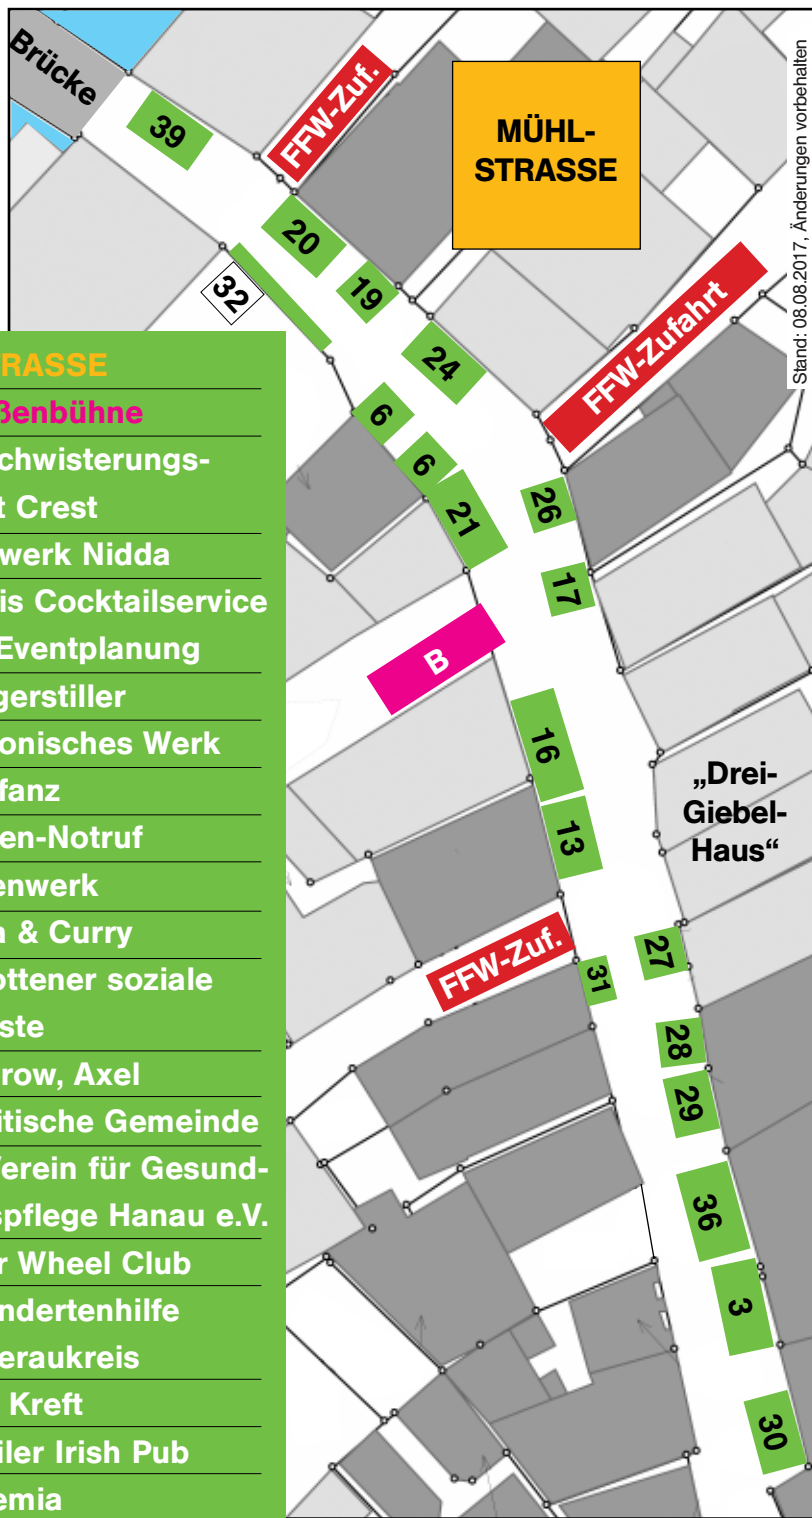 Brücke
39
FFW-Zuf.
MÜHL-
STRASSE
Stand: 08.08.2017, Änderungen vorbehalten
20
32
19
24
FFW-Zufahrt
6
6
21
26
17
B
16
13
„Drei-
Giebel-
Haus“
FFW-Zuf.
31
27
28
29
36
3
30
TRASSE
ßenbühne
chwisterungs-
t Crest
werk Nidda
is Cocktailservice
Eventplanung
gerstiller
onisches Werk
fanz
en-Notruf
enwerk
& Curry
ottener soziale
ste
row, Axel
itische Gemeinde
Verein für Gesund-
spflege Hanau e.V.
r Wheel Club
ndertenhilfe
eraukreis
Kreft
iler Irish Pub
emia